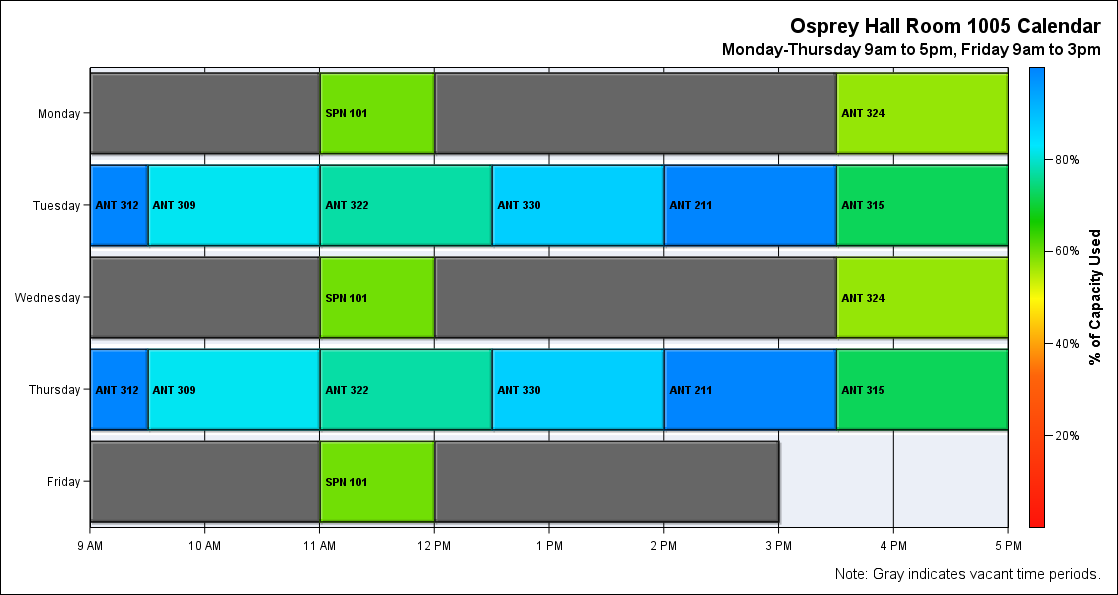 Osprey Hall Room 1005 Calendar
Monday-Thursday 9am to 5pm, Friday 9am to 3pm
Monday
SPN 101
ANT 324
Tuesday
ANT 312
ANT 309
ANT 322
ANT 330
ANT 211
ANT 315
Wednesday
SPN 101
ANT 324
Thursday
ANT 312
ANT 309
ANT 322
ANT 330
ANT 211
ANT 315
Friday
SPN 101
9 AM
10 AM
11 AM
12 PM
1 PM
2 PM
3 PM
4 PM
5 PM
80%
60%
40%
20%
% of Capacity Used
Note: Gray indicates vacant time periods.